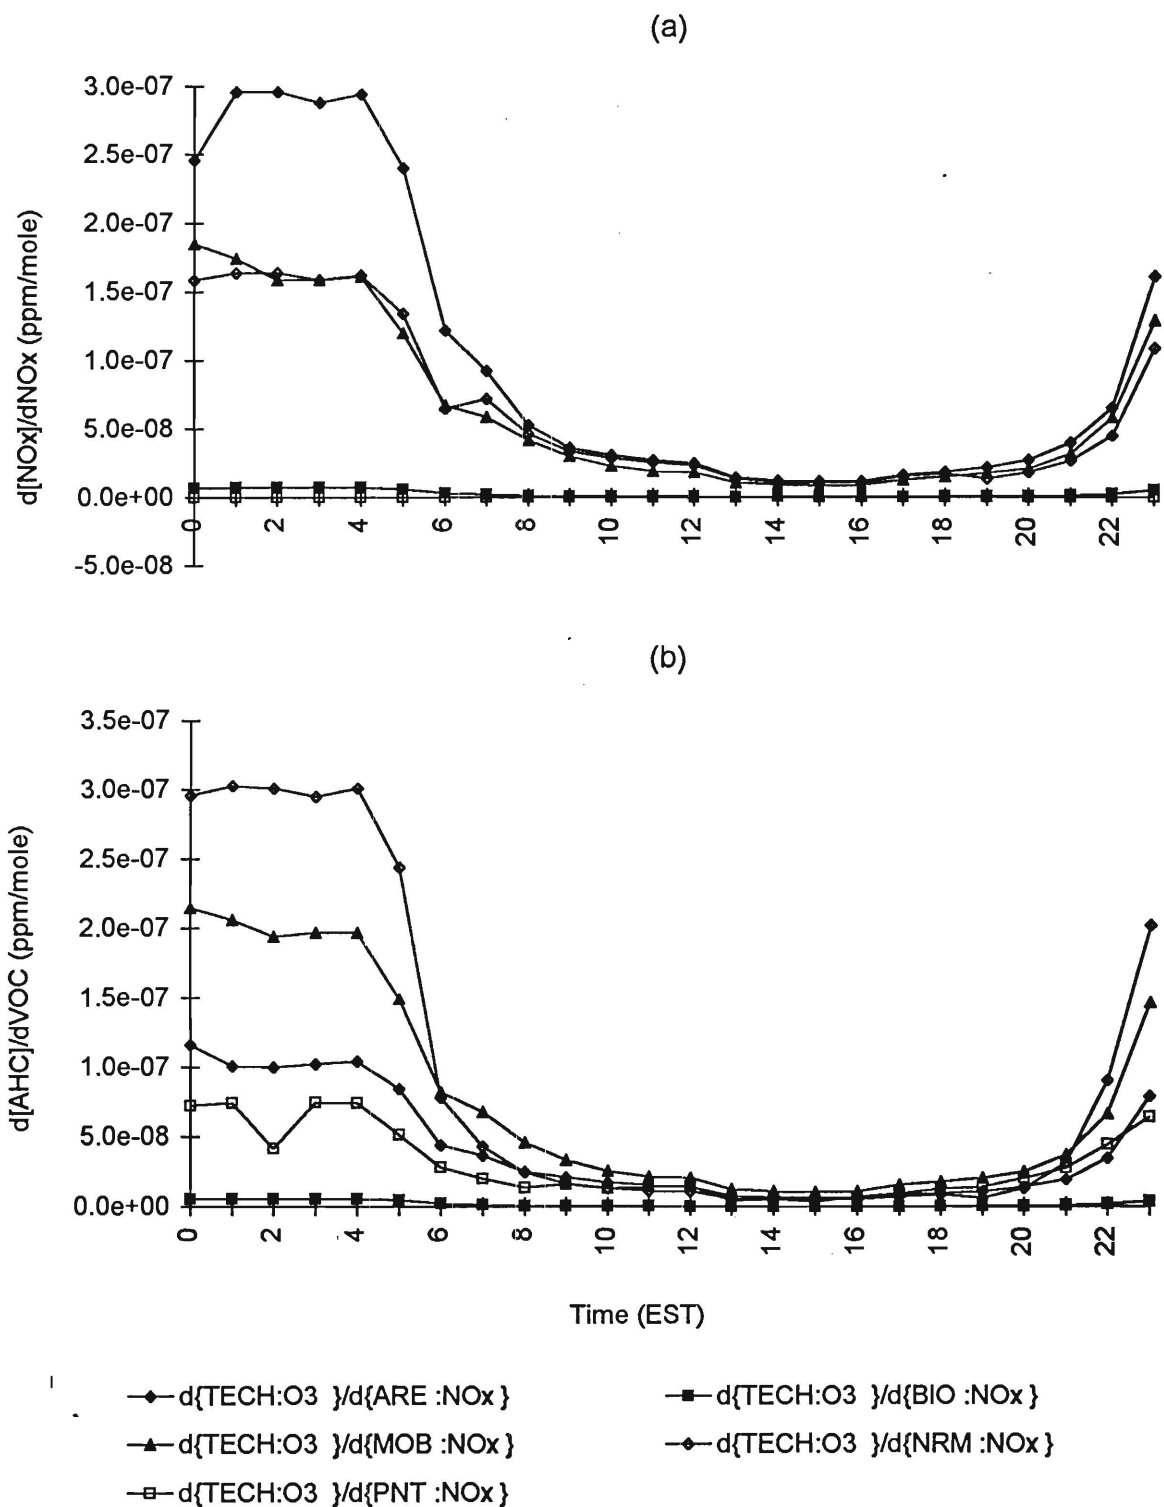 (a)
d[NOx]/dNOx (ppm/mole)
3.0e-07
2.5e-07
2.0e-07
1.5e-07
1.0e-07
5.0e-08
0.0e+00
-5.0e-08
0 2 4 6 8 10 12 14 16 18 20 22
(b)
d[AHC]/dVOC (ppm/mole)
3.5e-07
3.0e-07
2.5e-07
2.0e-07
1.5e-07
1.0e-07
5.0e-08
0.0e+00
0 2 4 6 8 10 12 14 16 18 20 22
Time (EST)
d{TECH:O3 }/d{ARE :NOx } d{TECH:O3 }/d{BIO :NOx }
d{TECH:O3 }/d{MOB :NOx } d{TECH:O3 }/d{NRM :NOx }
d{TECH:O3 }/d{PNT :NOx }